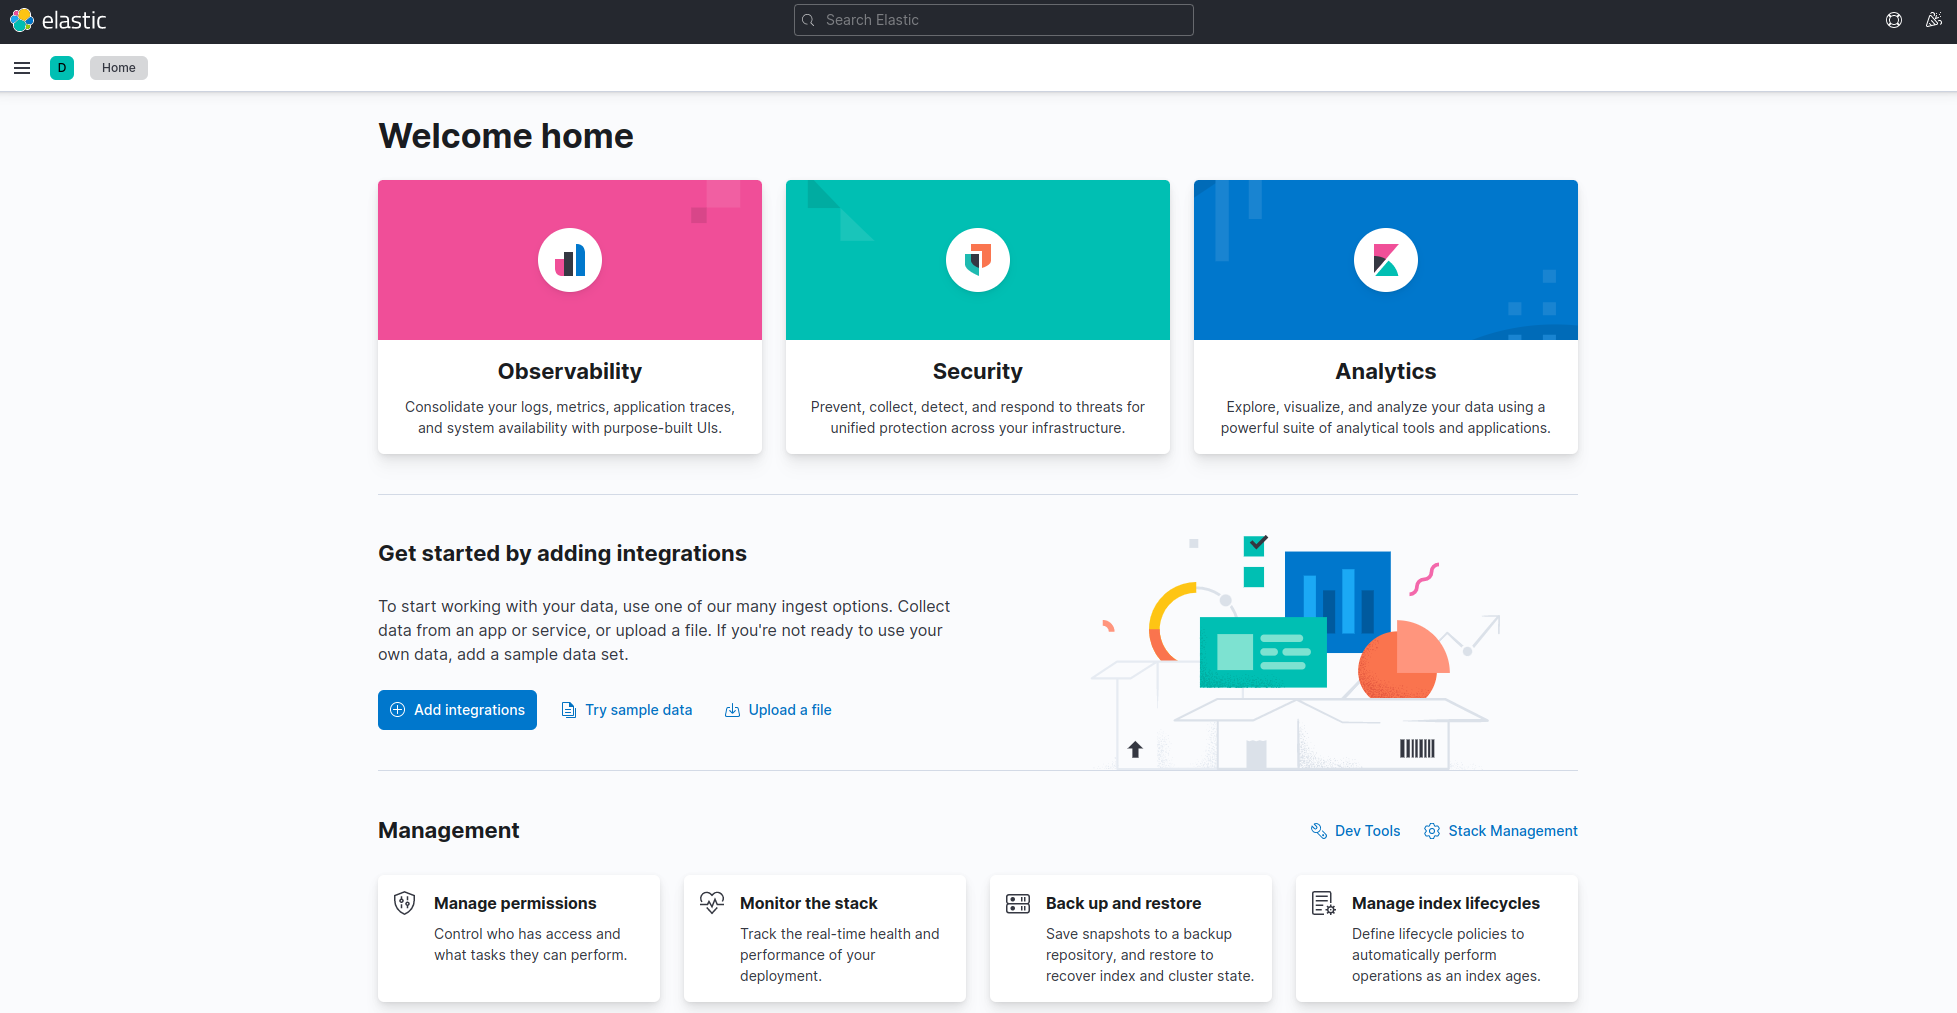 elastic
Search Elastic
D
Home
Welcome home
Observability
Consolidate your logs, metrics, application traces,
and system availability with purpose-built UIs.
Security
Prevent, collect, detect, and respond to threats for
unified protection across your infrastructure.
Analytics
Explore, visualize, and analyze your data using a
powerful suite of analytical tools and applications.
Get started by adding integrations
To start working with your data, use one of our many ingest options. Collect
data from an app or service, or upload a file. If you're not ready to use your
own data, add a sample data set.
Add integrations
Try sample data
Upload a file
Management
Dev Tools
Stack Management
Manage permissions
Control who has access and
what tasks they can perform.
Monitor the stack
Track the real-time health and
performance of your
deployment.
Back up and restore
Save snapshots to a backup
repository, and restore to
recover index and cluster state.
Manage index lifecycles
Define lifecycle policies to
automatically perform
operations as an index ages.